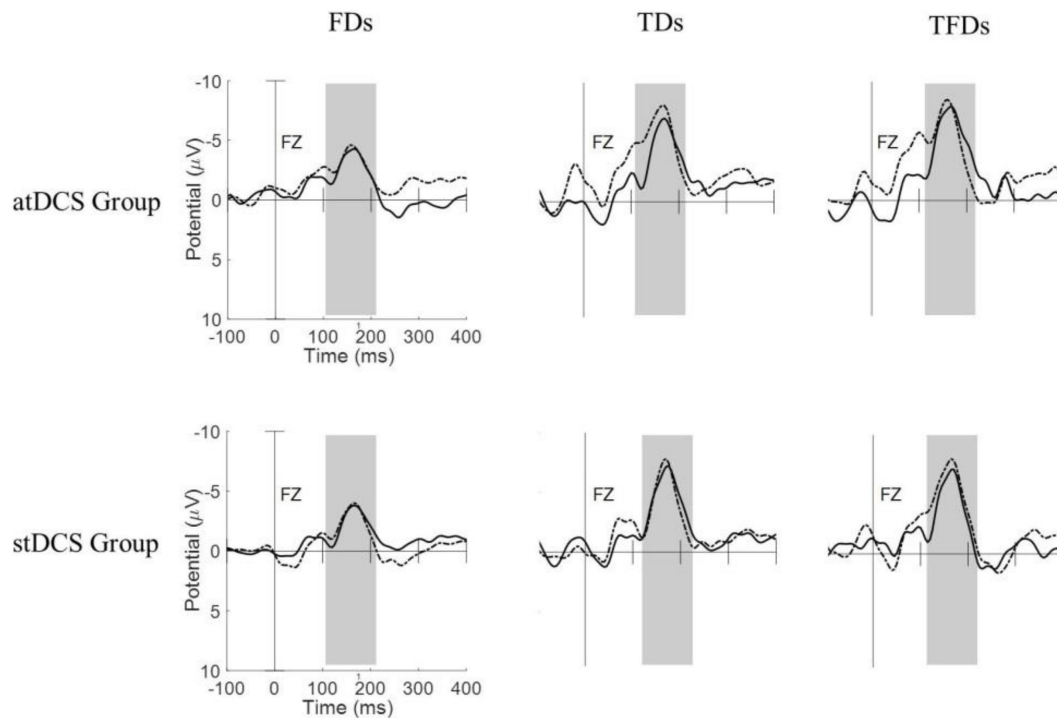 FDs TDs TFDs
atDCS Group
-10
-5
0
5
10
Potential (μV)
FZ
-100 0 100 200 300 400
Time (ms)
FZ
FZ
stDCS Group
-10
-5
0
5
10
Potential (μV)
FZ
-100 0 100 200 300 400
Time (ms)
FZ
FZ